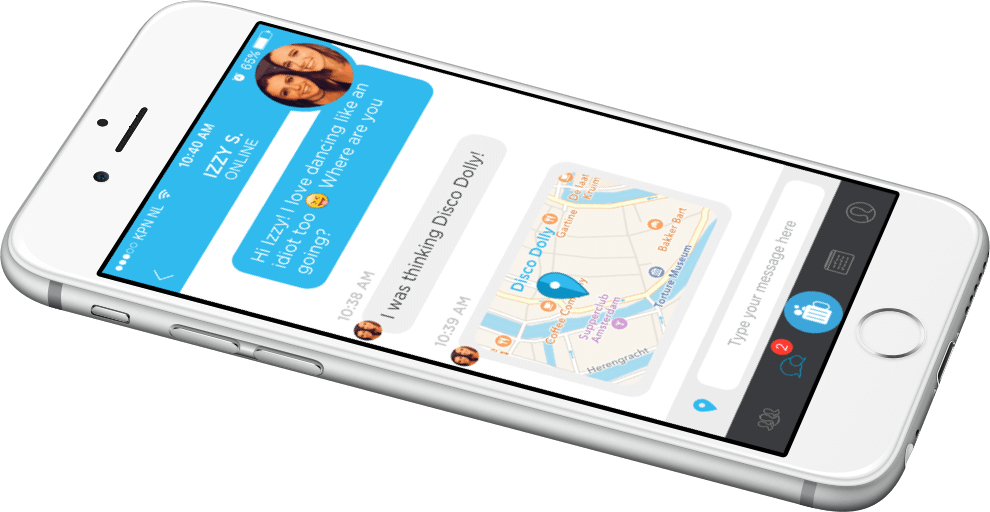 KPN NL
10:40 AM
65%
IZZY S.
ONLINE
Hi Izzy! I love dancing like an
idiot too 😜 Where are you
going?
10:38 AM
I was thinking Disco Dolly!
10:39 AM
De laat
Kruim
Gartine
Disco Dolly
Bakker Bart
Torture Museum
Coffee
Supperclub
Amsterdam
Herengracht
Type your message here
2